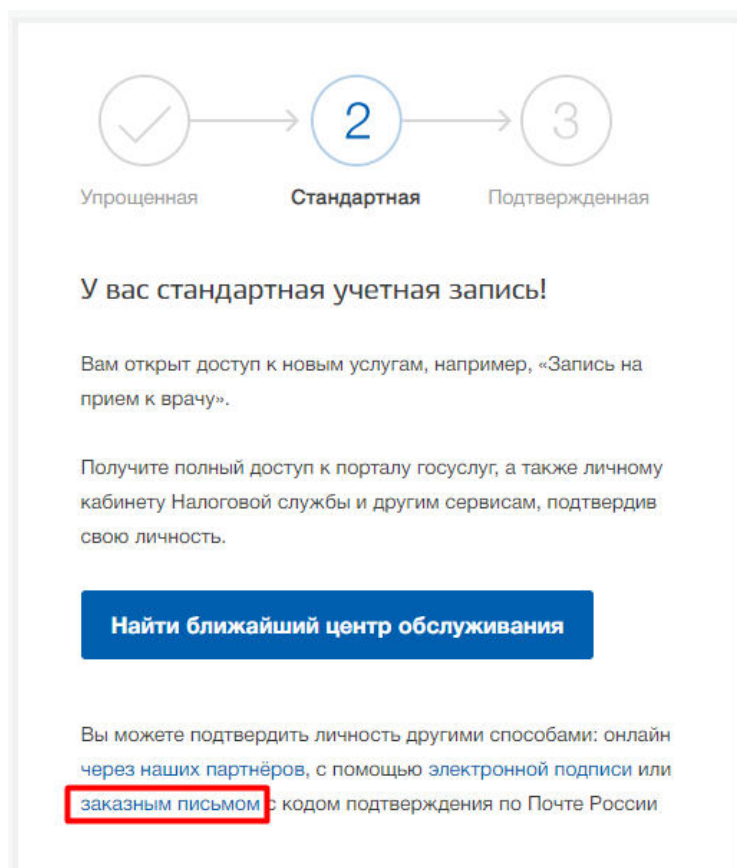 2
3
Упрощенная
Стандартная
Подтвержденная
У вас стандартная учетная запись!
Вам открыт доступ к новым услугам, например, «Запись на
прием к врачу».
Получите полный доступ к порталу госуслуг, а также личному
кабинету Налоговой службы и другим сервисам, подтвердив
свою личность.
Найти ближайший центр обслуживания
Вы можете подтвердить личность другими способами: онлайн
через наших партнёров, с помощью электронной подписи или
заказным письмом с кодом подтверждения по Почте России